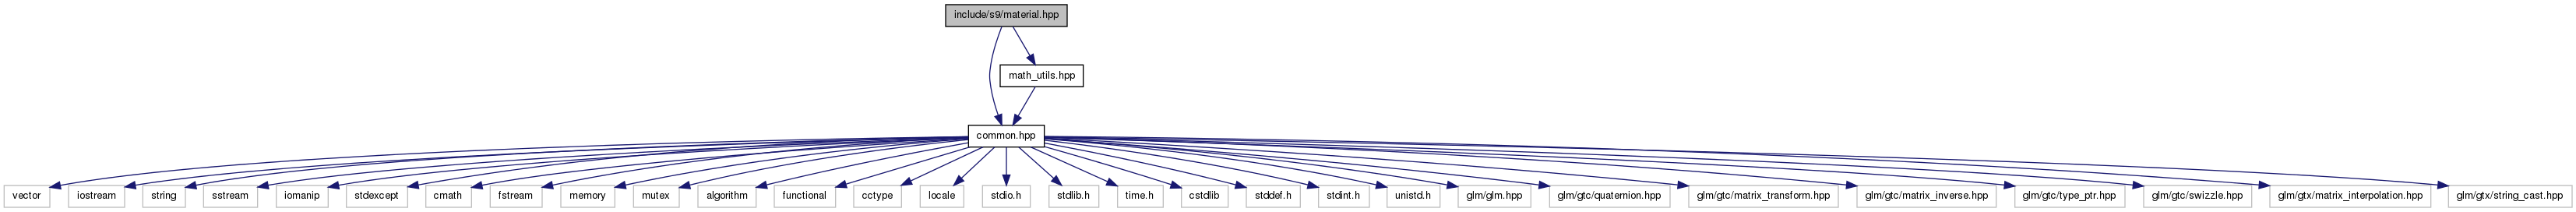 include/s9/material.hpp
math_utils.hpp
common.hpp
vector iostream string sstream iomanip stdexcept cmath fstream memory mutex algorithm functional cctype locale stdio.h stdlib.h time.h cstdlib stddef.h stdint.h unistd.h glm/glm.hpp glm/gtc/quaternion.hpp glm/gtc/matrix_transform.hpp glm/gtc/matrix_inverse.hpp glm/gtc/type_ptr.hpp glm/gtc/swizzle.hpp glm/gtx/matrix_interpolation.hpp glm/gtx/string_cast.hpp